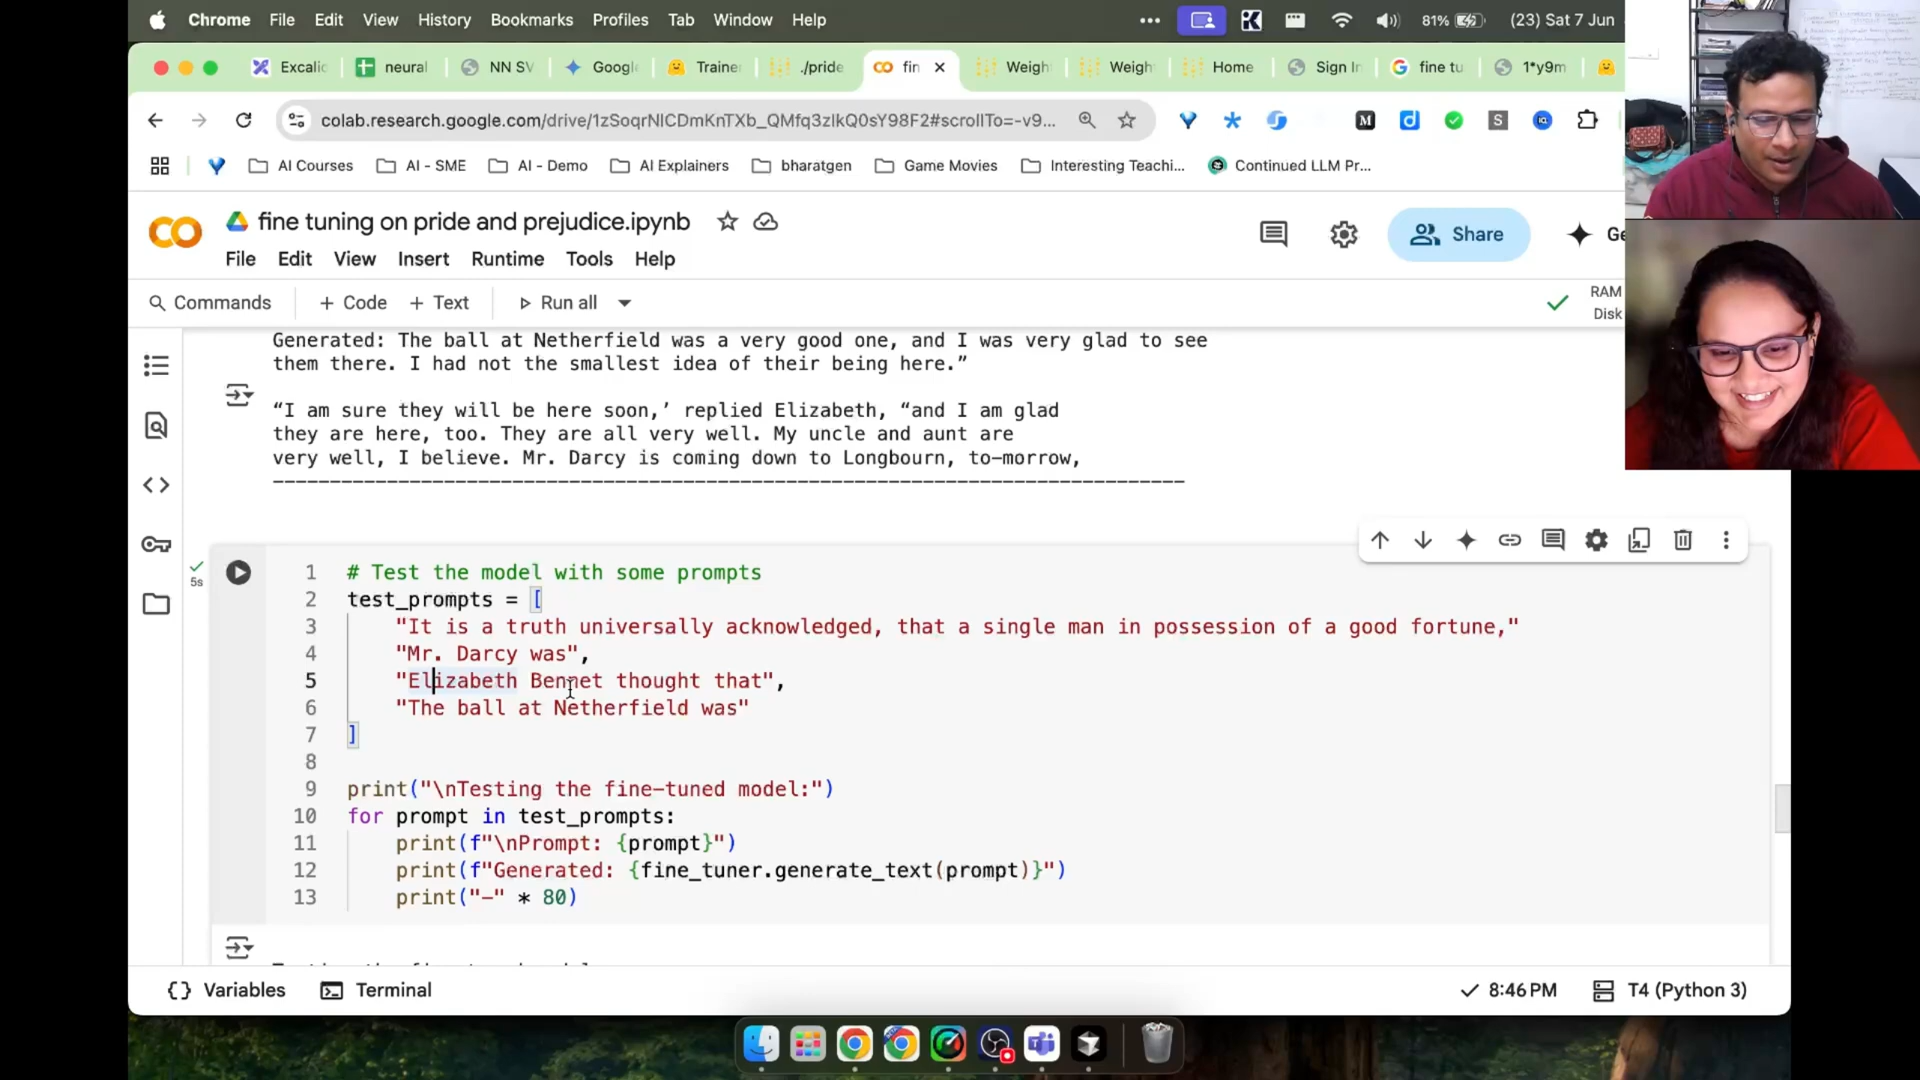 Chrome File Edit View History Bookmarks Profiles Tab Window Help
81%
(23) Sat 7 Jun
Excalid
neural
NN SV
Google
Trainer
./pride
fin
Weigh
Weigh
Home
Sign In
fine tu
1*y9m
colab.research.google.com/drive/1zSoqrNlCDmKnTXb_QMfq3zlkQ0sY98F2#scrollTo=-v9...
AI Courses
AI - SME
AI - Demo
AI Explainers
bharatgen
Game Movies
Interesting Teachi...
Continued LLM Pr...
fine tuning on pride and prejudice.ipynb
Share
Ge
File Edit View Insert Runtime Tools Help
Commands
+ Code + Text
Run all
RAM
Disk
Generated: The ball at Netherfield was a very good one, and I was very glad to see
them there. I had not the smallest idea of their being here.”
“I am sure they will be here soon,’ replied Elizabeth, “and I am glad
they are here, too. They are all very well. My uncle and aunt are
very well, I believe. Mr. Darcy is coming down to Longbourn, to-morrow,
--------------------------------------------------------------------------------
5s
1 # Test the model with some prompts
2 test_prompts = [
3 "It is a truth universally acknowledged, that a single man in possession of a good fortune,"
4 "Mr. Darcy was",
5 "Elizabeth Bennet thought that",
6 "The ball at Netherfield was"
7 ]
8
9 print("\nTesting the fine-tuned model:")
10 for prompt in test_prompts:
11 print(f"\nPrompt: {prompt}")
12 print(f"Generated: {fine_tuner.generate_text(prompt)}")
13 print("-" * 80)
Variables
Terminal
8:46 PM
T4 (Python 3)